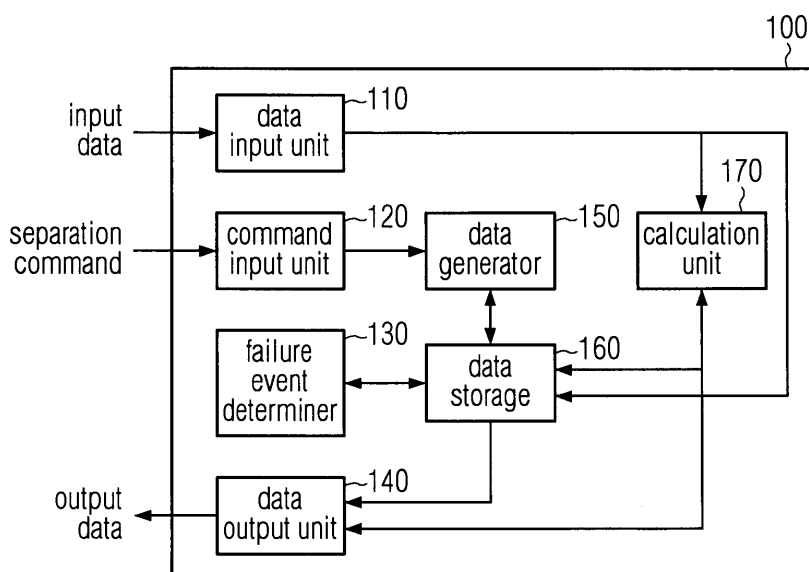 100
input
data
data
input unit
110
separation
command
command
input unit
120
data
generator
150
calculation
unit
170
failure
event
determiner
130
data
storage
160
output
data
data
output unit
140